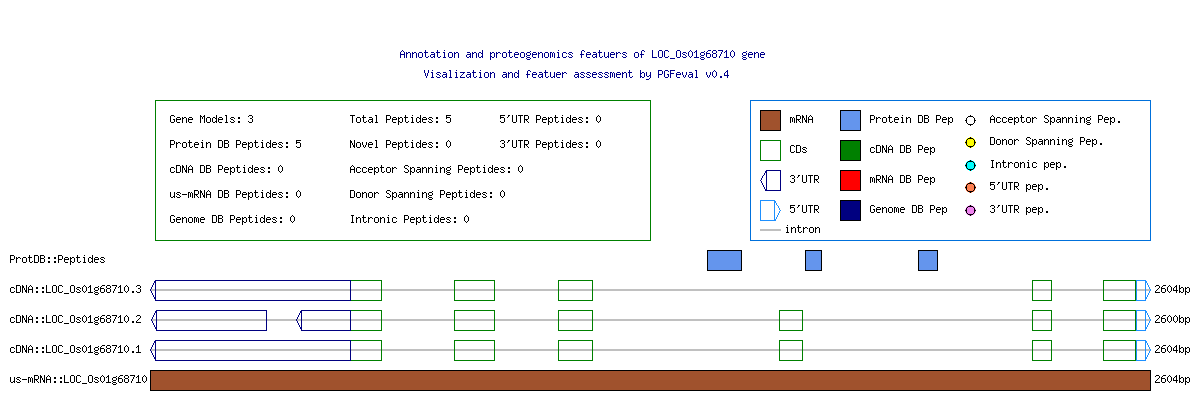 Annotation and proteogenomics featuers of LOC_Os01g68710 gene
Visalization and featuer assessment by PGFeval v0.4
Gene Models: 3
Total Peptides: 5
5'UTR Peptides: 0
Protein DB Peptides: 5
Novel Peptides: 0
3'UTR Peptides: 0
cDNA DB Peptides: 0
Acceptor Spanning Peptides: 0
us-mRNA DB Peptides: 0
Donor Spanning Peptides: 0
Genome DB Peptides: 0
Intronic Peptides: 0
mRNA
Protein DB Pep
Acceptor Spanning Pep.
CDs
cDNA DB Pep
Donor Spanning Pep.
3'UTR
mRNA DB Pep
Intronic pep.
5'UTR
Genome DB Pep
5'UTR pep.
3'UTR pep.
intron
ProtDB::Peptides
cDNA::LOC_Os01g68710.3
2604bp
cDNA::LOC_Os01g68710.2
2600bp
cDNA::LOC_Os01g68710.1
2604bp
us-mRNA::LOC_Os01g68710
2604bp